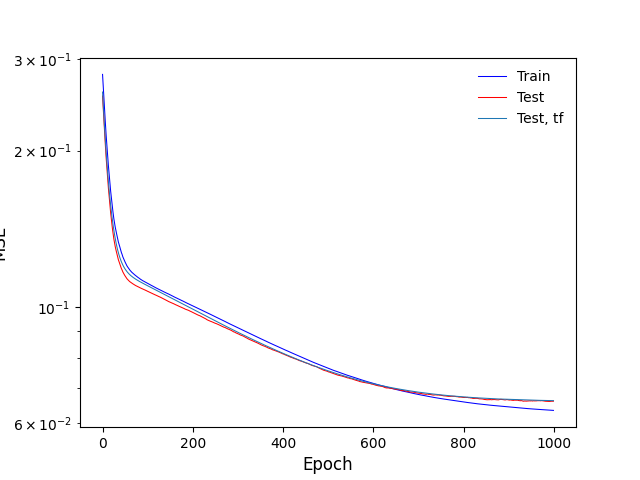 3 × 10⁻¹
2 × 10⁻¹
10⁻¹
6 × 10⁻²
MSE
0
200
400
600
800
1000
Epoch
Train
Test
Test, tf